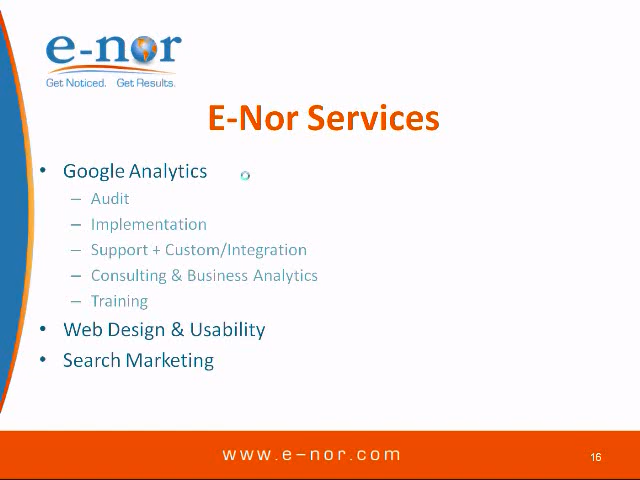 e-nor
Get Noticed. Get Results.
E-Nor Services
• Google Analytics
– Audit
– Implementation
– Support + Custom/Integration
– Consulting & Business Analytics
– Training
• Web Design & Usability
• Search Marketing
www.e-nor.com
16